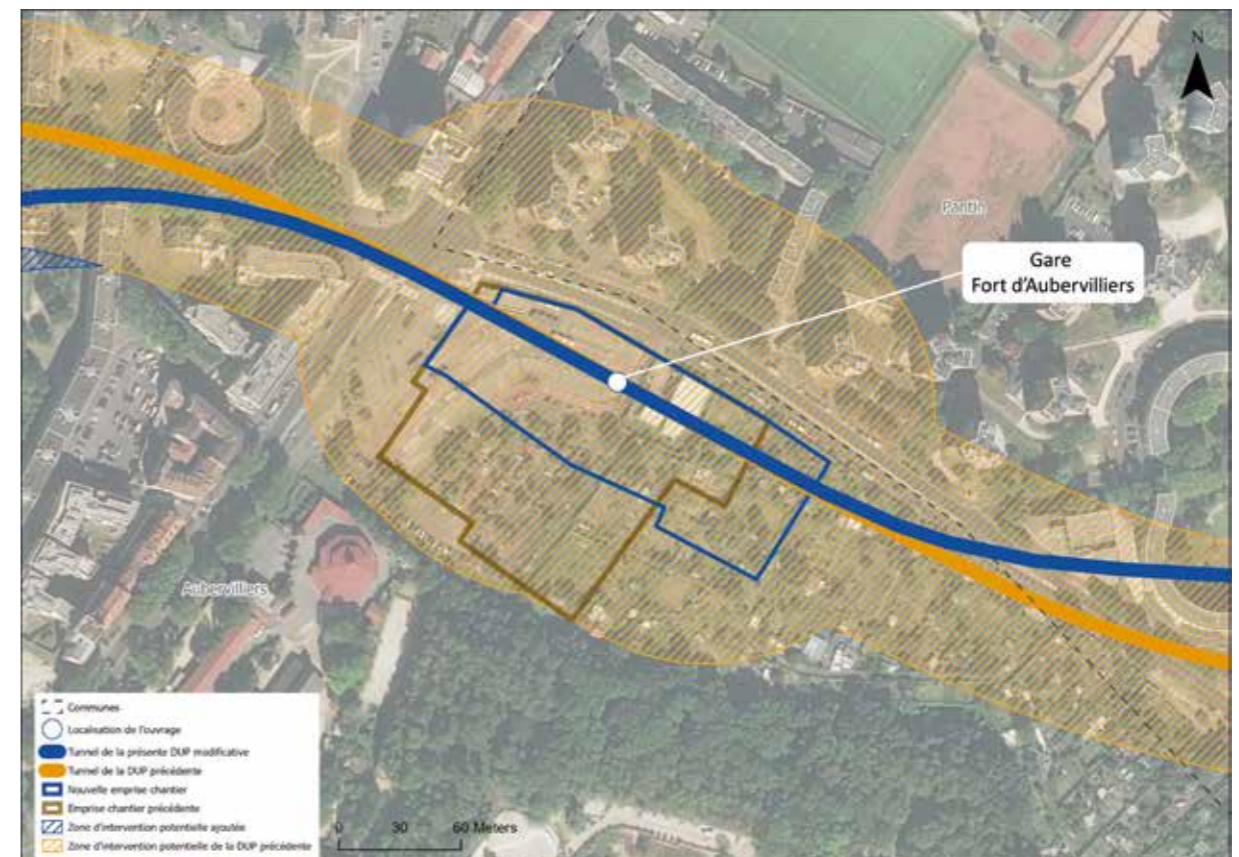 N
Pantin
Gare
Fort d'Aubervilliers
Aubervilliers
Communes
Localisation de l'ouvrage
Tunnel de la présente DUP modificative
Tunnel de la DUP précédente
Nouvelle emprise chantier
Emprise chantier précédente
Zone d'intervention potentielle ajoutée
Zone d'intervention potentielle de la DUP précédente
0 30 60 Meters